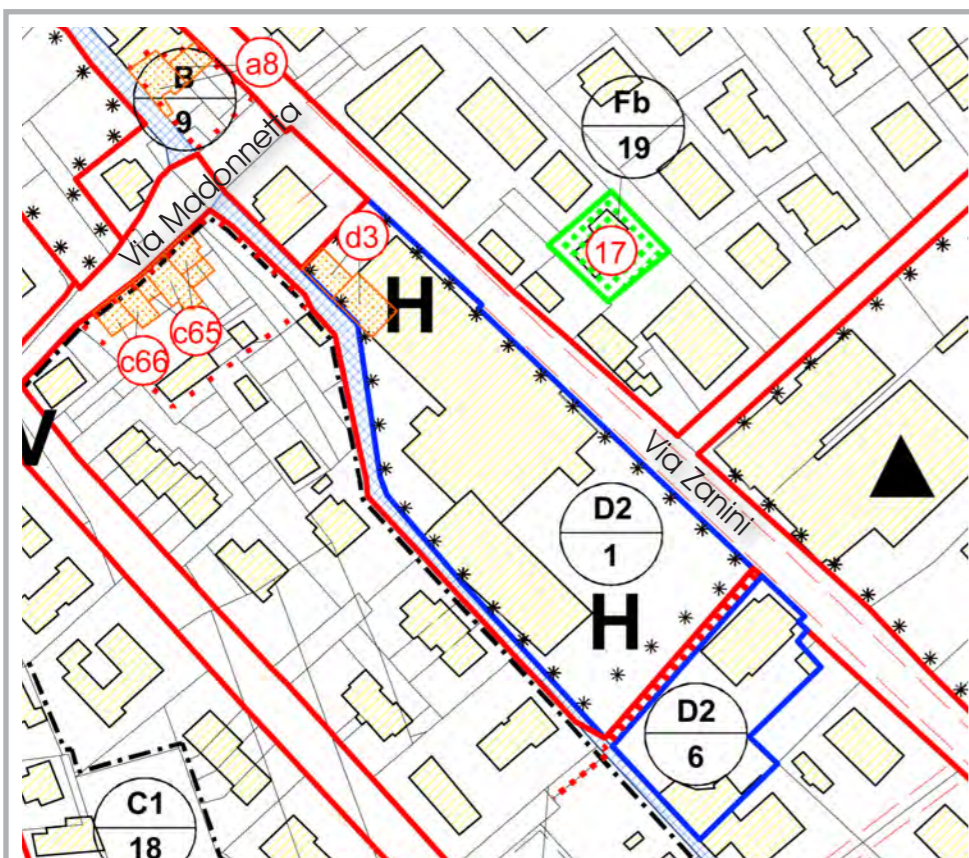 a8
B
9
Via Madonnetta
Fb
19
17
d3
H
c65
c66
V
Via Zanini
D2
1
H
D2
6
C1
18